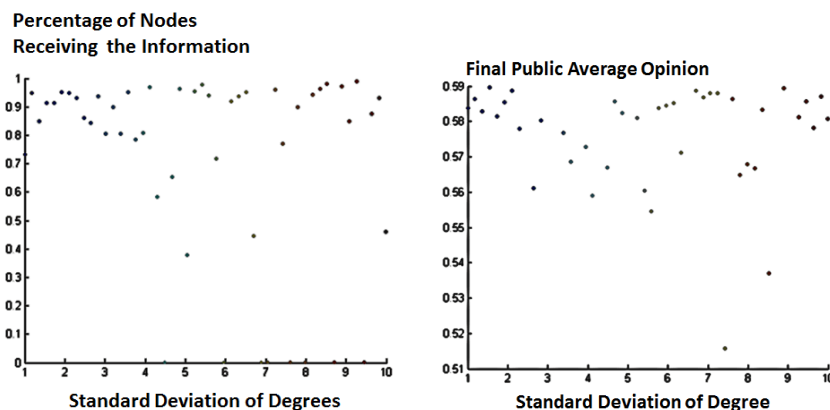 Percentage of Nodes
Receiving the Information
1
0.9
0.8
0.7
0.6
0.5
0.4
0.3
0.2
0.1
0
1 2 3 4 5 6 7 8 9 10
Standard Deviation of Degrees
Final Public Average Opinion
0.59
0.58
0.57
0.56
0.55
0.54
0.53
0.52
0.51
1 2 3 4 5 6 7 8 9 10
Standard Deviation of Degree